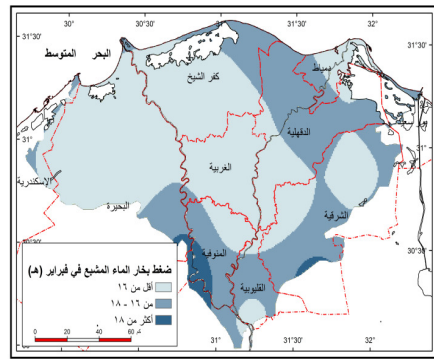 30° 30°30' 31° 31°30' 32°
31°30'
البحر المتوسط
دمياط
كفر الشيخ
الدقهلية
31°
الغربية
الإسكندرية
البحيرة
الشرقية
30°30'
المنوفية
القليوبية
ضغط بخار الماء المشبع في فبراير (هـ)
أقل من ١٦
من ١٦ - ١٨
أكثر من ١٨
0 20 40 60
31° 31°30' 32°